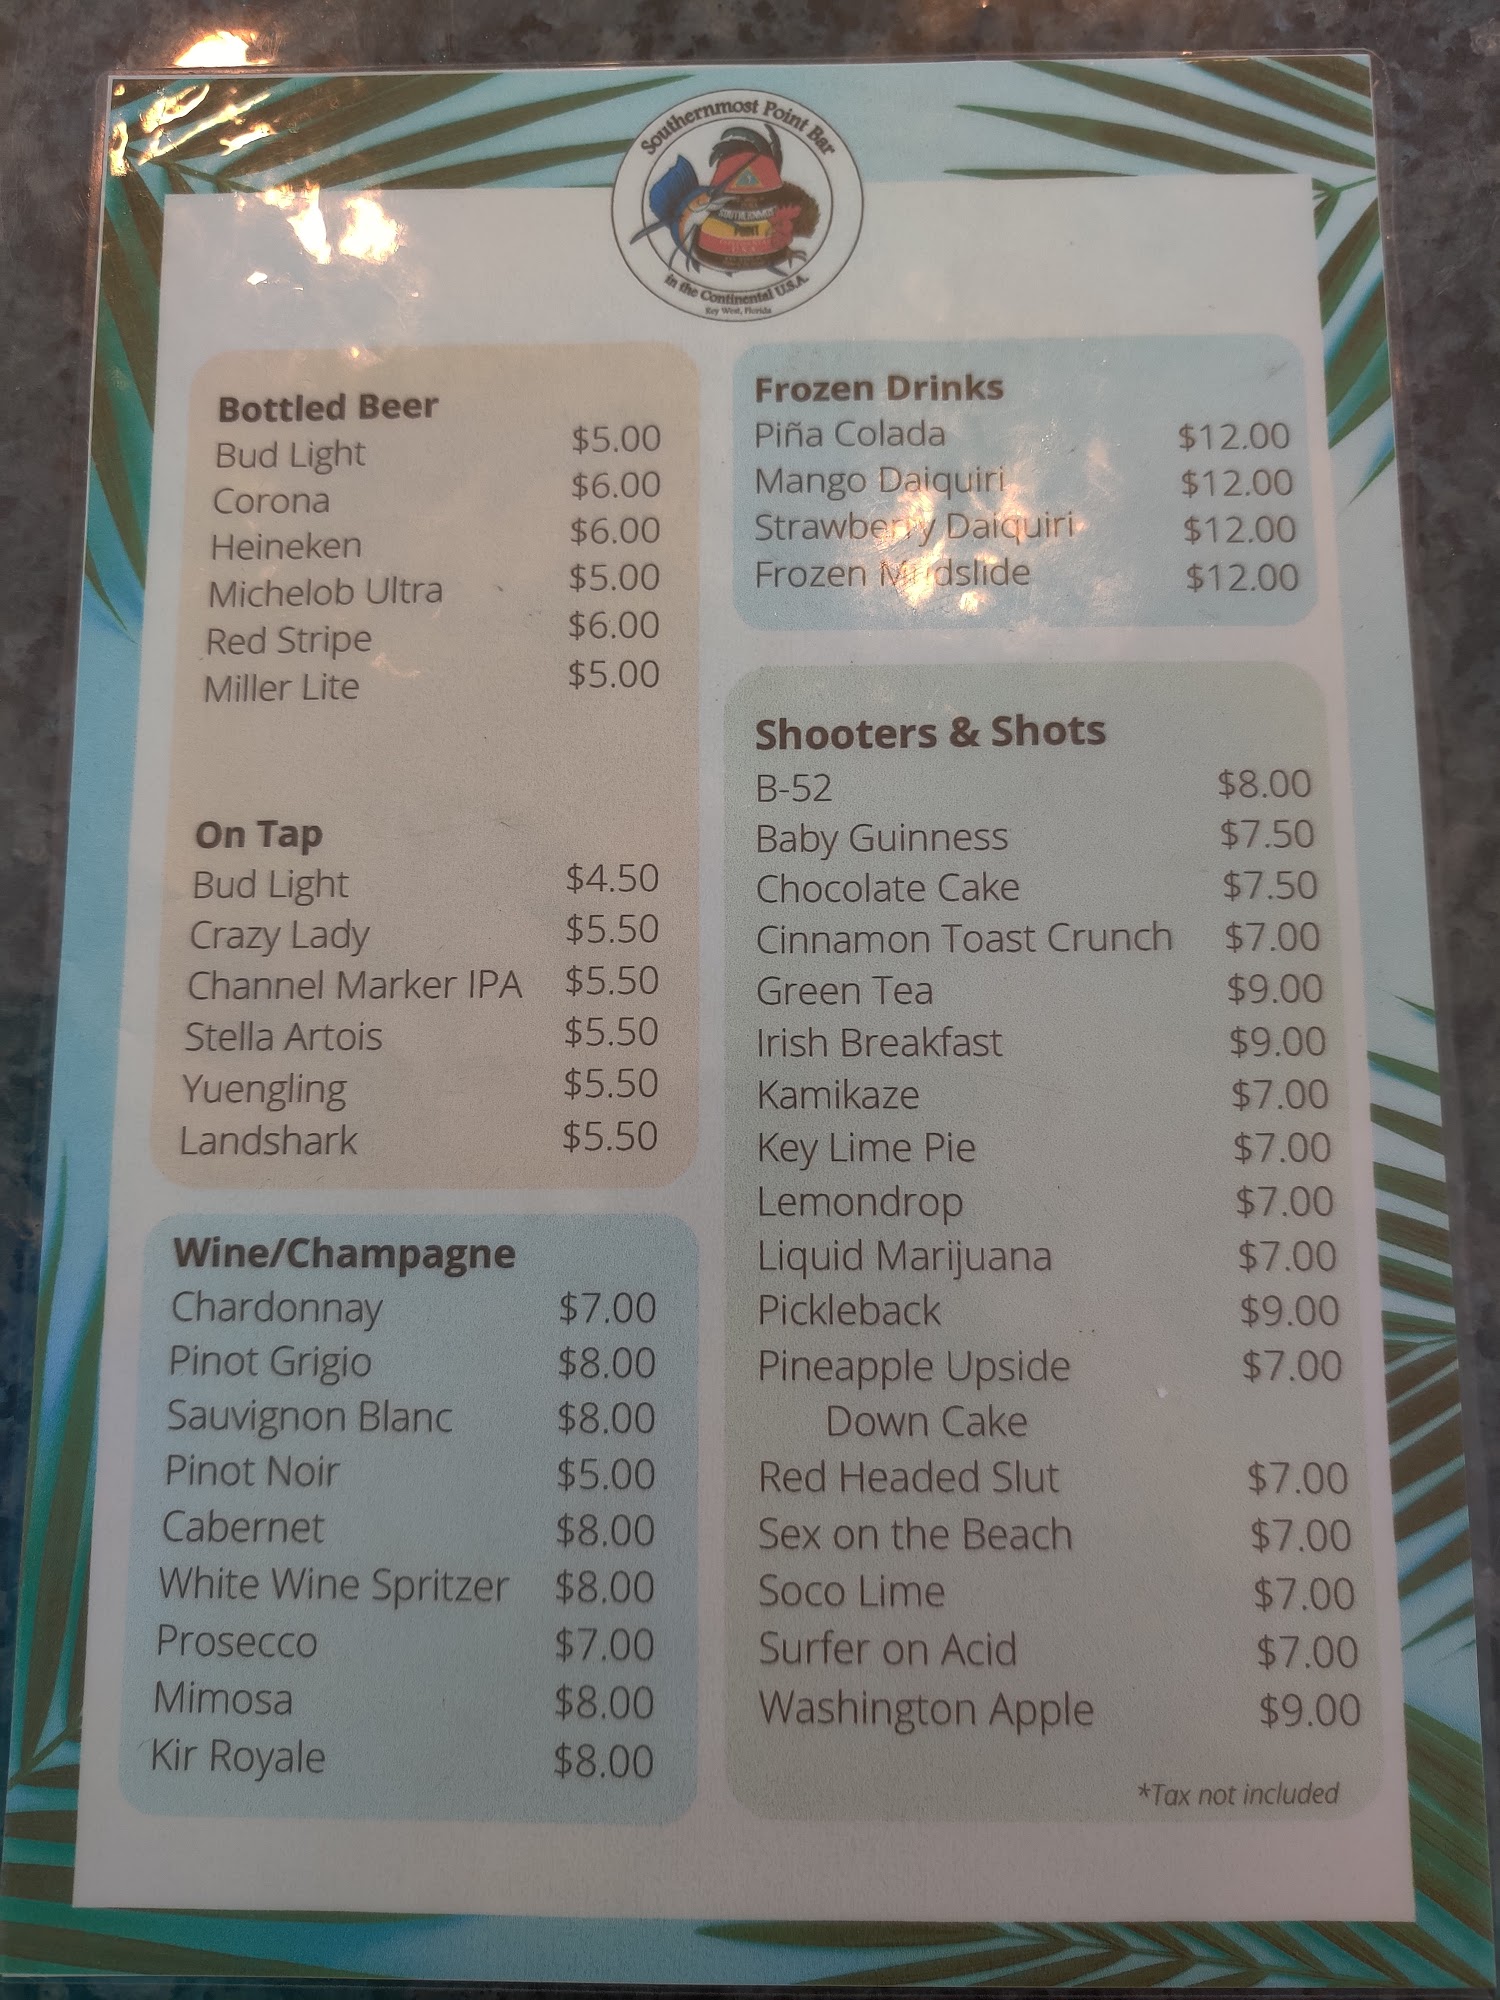 Southernmost Point Bar
SOUTHERNMOST
POINT
in the Continental U.S.A.
Key West, Florida
Bottled Beer
Bud Light $5.00
Corona $6.00
Heineken $6.00
Michelob Ultra $5.00
Red Stripe $6.00
Miller Lite $5.00
On Tap
Bud Light $4.50
Crazy Lady $5.50
Channel Marker IPA $5.50
Stella Artois $5.50
Yuengling $5.50
Landshark $5.50
Wine/Champagne
Chardonnay $7.00
Pinot Grigio $8.00
Sauvignon Blanc $8.00
Pinot Noir $5.00
Cabernet $8.00
White Wine Spritzer $8.00
Prosecco $7.00
Mimosa $8.00
Kir Royale $8.00
Frozen Drinks
Piña Colada $12.00
Mango Daiquiri $12.00
Strawberry Daiquiri $12.00
Frozen Mudslide $12.00
Shooters & Shots
B-52 $8.00
Baby Guinness $7.50
Chocolate Cake $7.50
Cinnamon Toast Crunch $7.00
Green Tea $9.00
Irish Breakfast $9.00
Kamikaze $7.00
Key Lime Pie $7.00
Lemondrop $7.00
Liquid Marijuana $7.00
Pickleback $9.00
Pineapple Upside $7.00
Down Cake
Red Headed Slut $7.00
Sex on the Beach $7.00
Soco Lime $7.00
Surfer on Acid $7.00
Washington Apple $9.00
*Tax not included